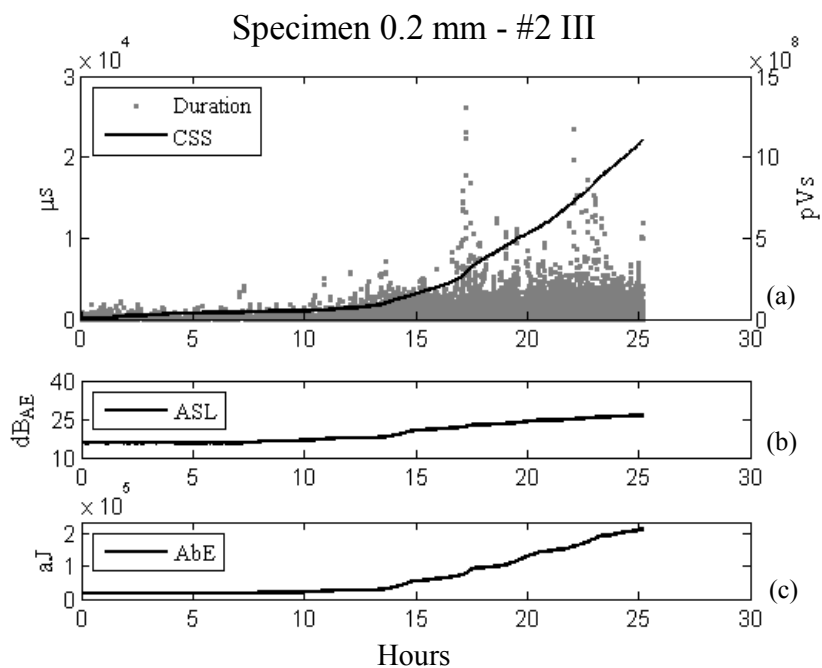 Specimen 0.2 mm - #2 III
× 10⁴
× 10⁸
3
2
1
0
15
10
5
0
μs
pVs
Duration
CSS
(a)
0 5 10 15 20 25 30
40
25
10
dB_AE
ASL
(b)
0 5 10 15 20 25 30
× 10⁵
2
1
0
aJ
AbE
(c)
0 5 10 15 20 25 30
Hours